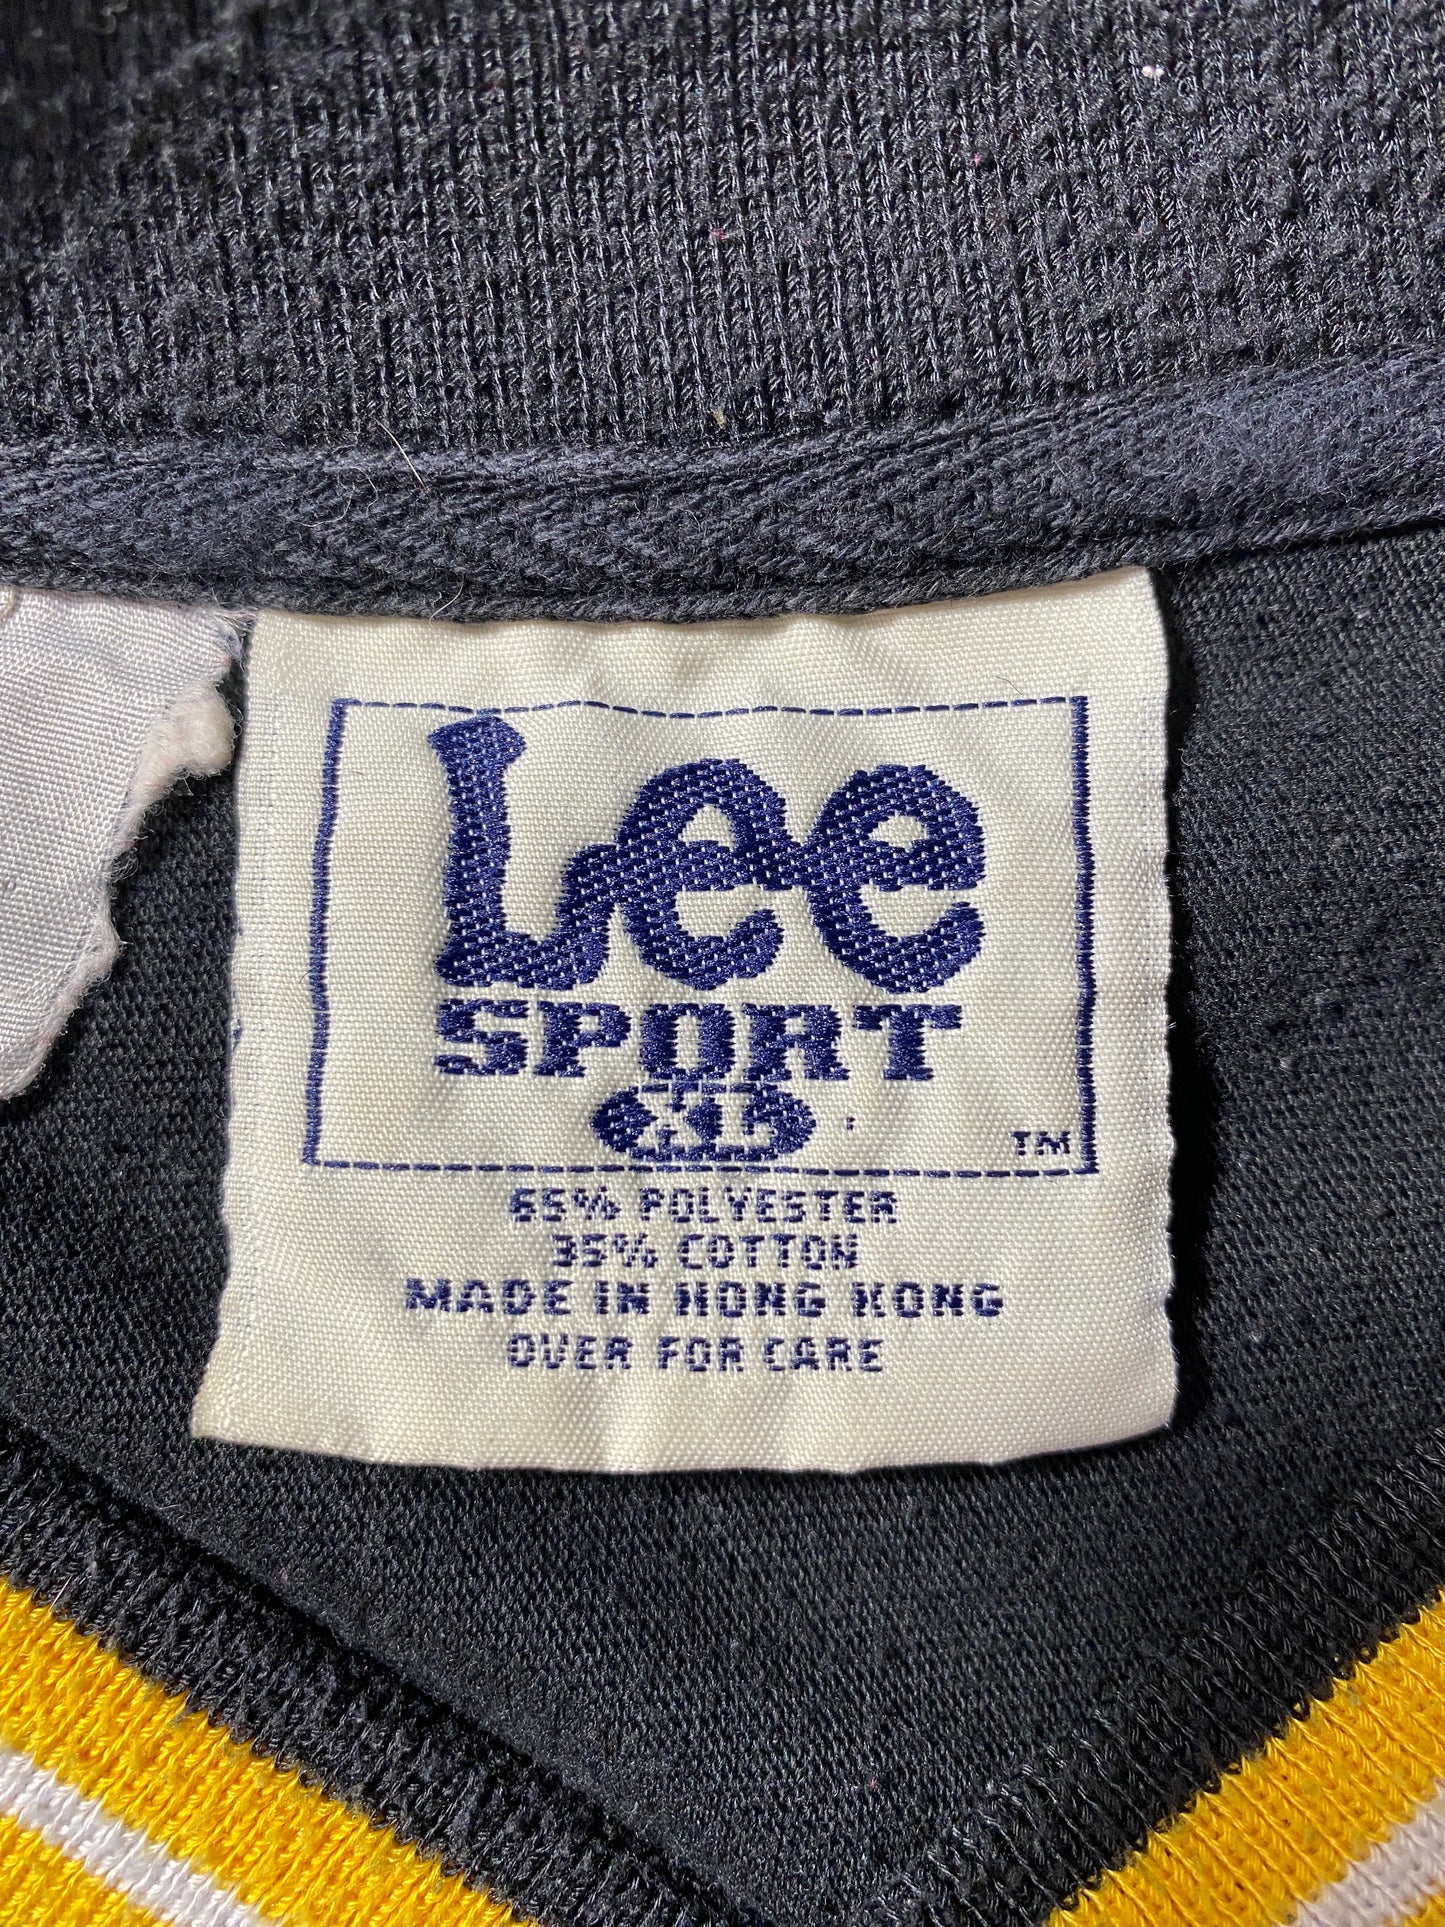 Lee
SPORT
XL
TM
65% POLYESTER
35% COTTON
MADE IN HONG KONG
OVER FOR CARE